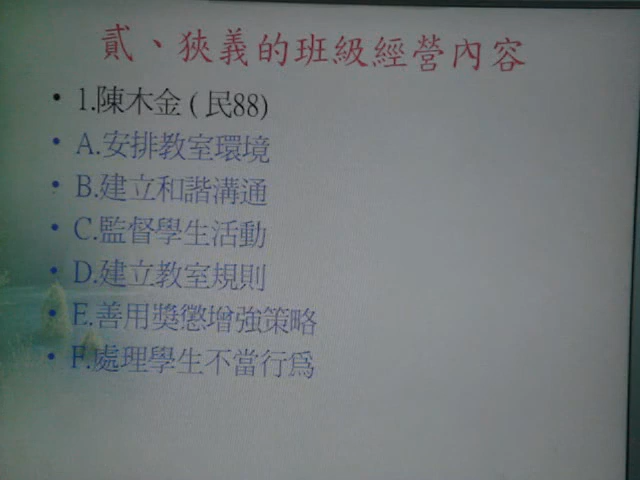 貳、狹義的班級經營內容
• 1.陳木金 ( 民88)
• A.安排教室環境
• B.建立和諧溝通
• C.監督學生活動
• D.建立教室規則
• E.善用獎懲增強策略
• F.處理學生不當行為